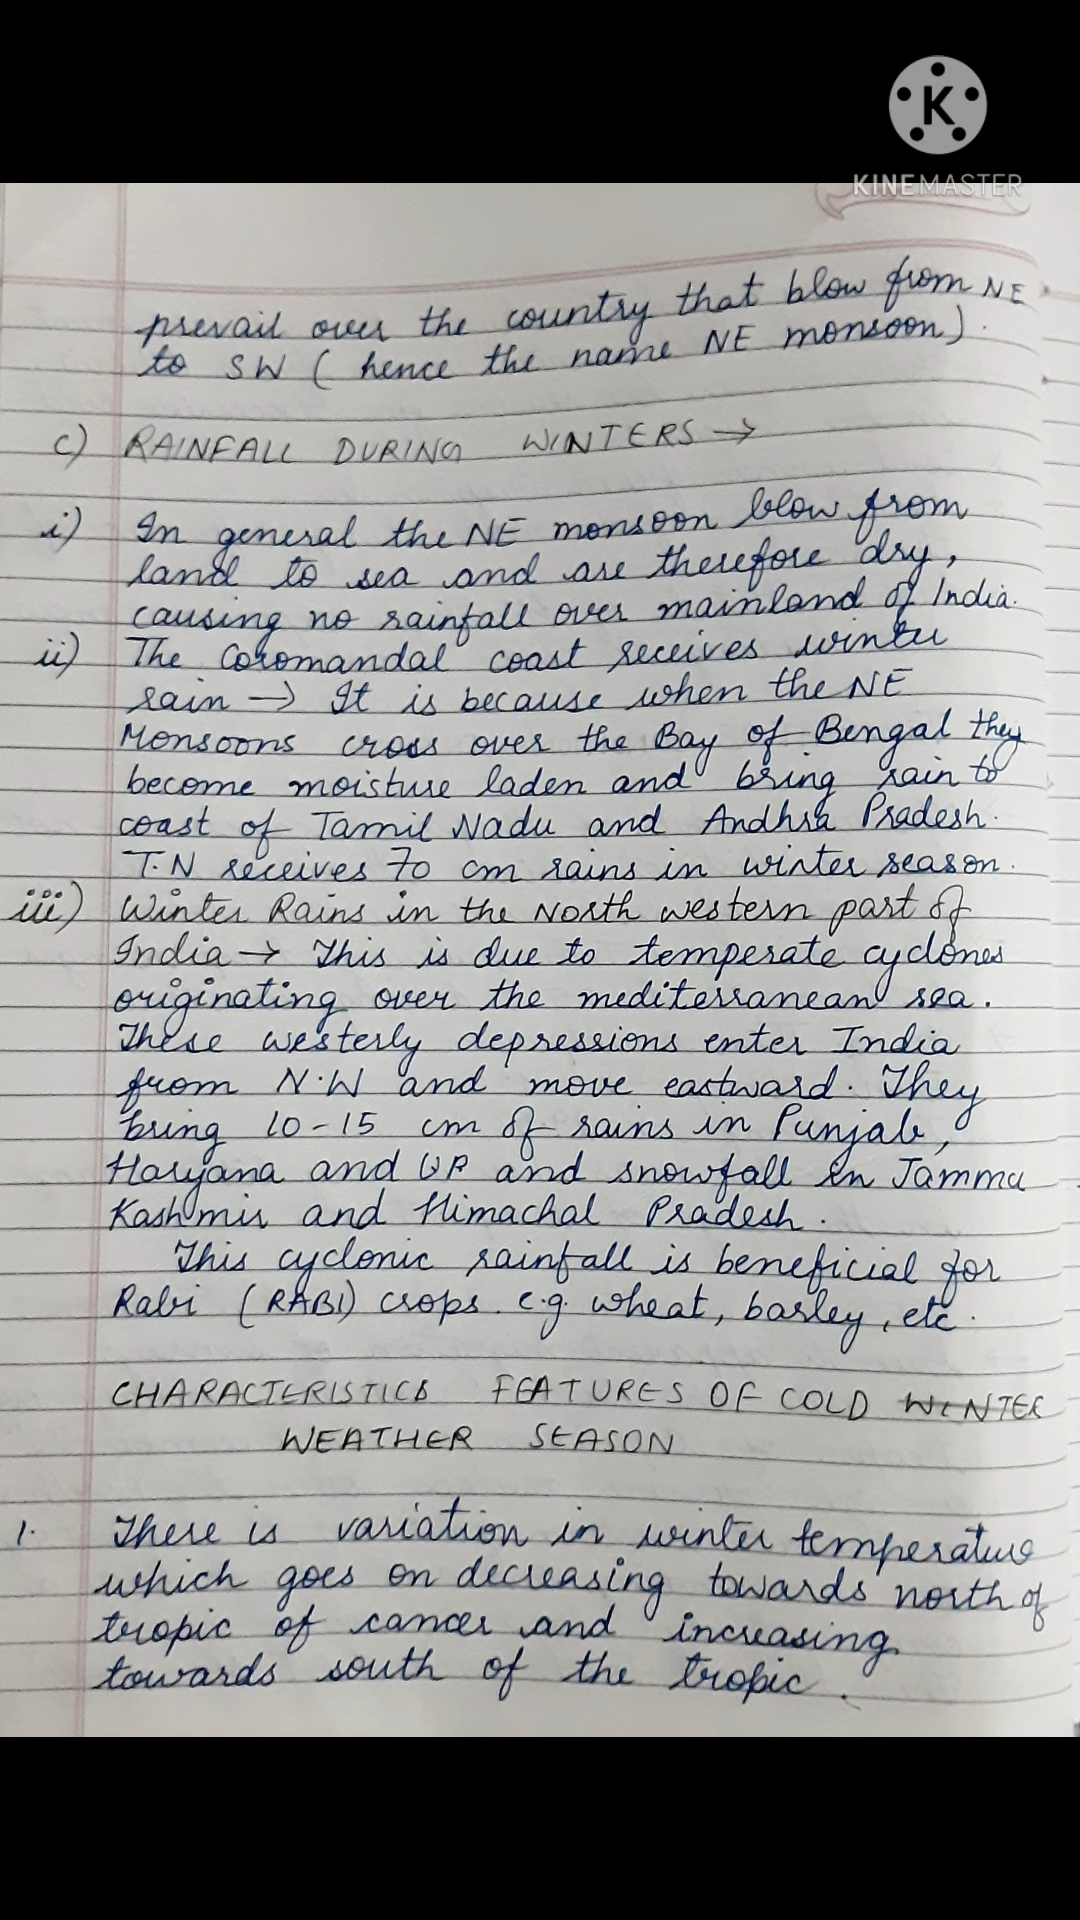 KINEMASTER
prevail over the country that blow from NE
to SW (hence the name NE monsoon).
c) RAINFALL DURING WINTERS →
i) In general the NE monsoon blow from
land to sea and are therefore dry,
causing no rainfall over mainland of India.
ii) The Coromandal coast receives winter
rain → It is because when the NE
Monsoons cross over the Bay of Bengal they
become moisture laden and bring rain to
coast of Tamil Nadu and Andhra Pradesh.
T.N receives 70 cm rains in winter season.
iii) Winter Rains in the North western part of
India → This is due to temperate cyclones
originating over the mediterranean sea.
These westerly depressions enter India
from N.W and move eastward. They
bring 10-15 cm of rains in Punjab,
Haryana and UP and snowfall in Jammu
Kashmir and Himachal Pradesh.
This cyclonic rainfall is beneficial for
Rabi (RABI) crops. e.g. wheat, barley, etc.
CHARACTERISTICS FEATURES OF COLD WINTER
WEATHER SEASON
1. There is variation in winter temperature
which goes on decreasing towards north of
tropic of cancer and increasing
towards south of the tropic.